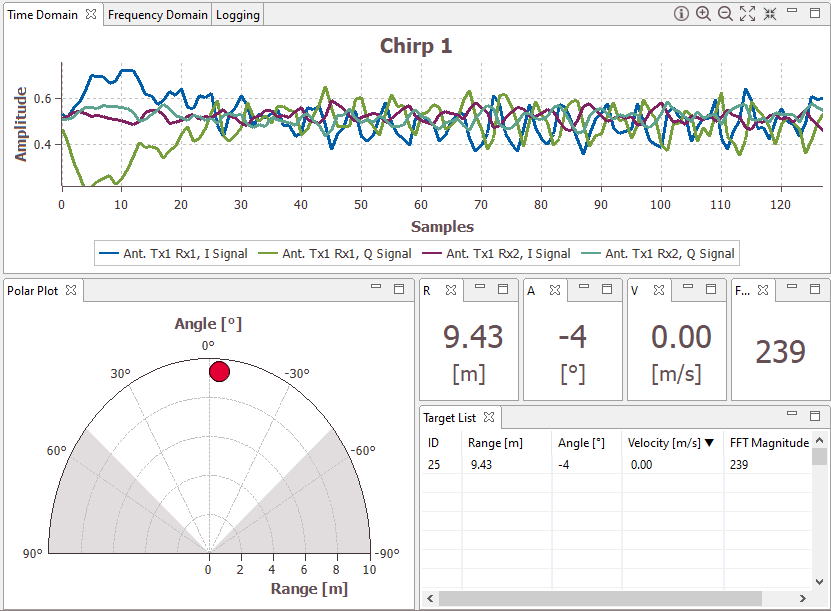 Time Domain Frequency Domain Logging
Chirp 1
Amplitude
0.6
0.4
0 10 20 30 40 50 60 70 80 90 100 110 120
Samples
Ant. Tx1 Rx1, I Signal Ant. Tx1 Rx1, Q Signal Ant. Tx1 Rx2, I Signal Ant. Tx1 Rx2, Q Signal
Polar Plot
Angle [°]
0°
30° -30°
60° -60°
90° -90°
0 2 4 6 8 10
Range [m]
R A V F...
9.43 -4 0.00 239
[m] [°] [m/s]
Target List
ID Range [m] Angle [°] Velocity [m/s] ▼ FFT Magnitude
25 9.43 -4 0.00 239